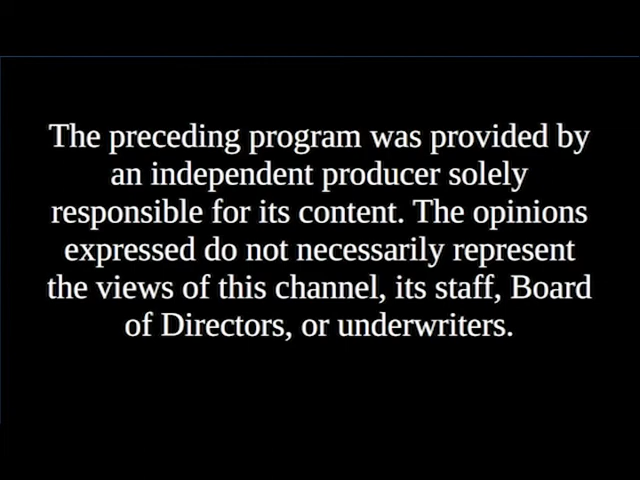 The preceding program was provided by
an independent producer solely
responsible for its content. The opinions
expressed do not necessarily represent
the views of this channel, its staff, Board
of Directors, or underwriters.